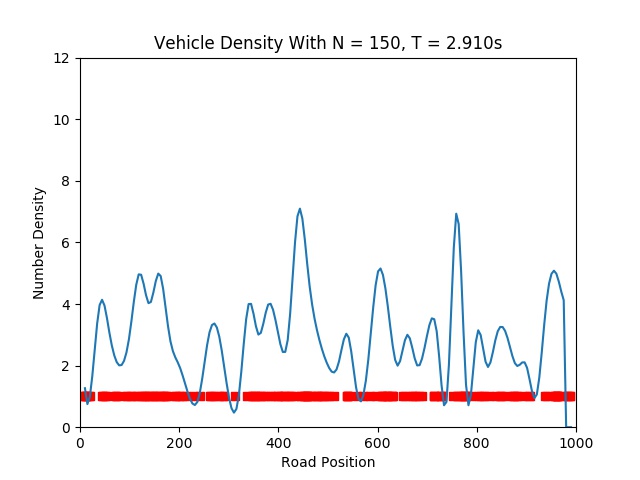 Vehicle Density With N = 150, T = 2.910s
12
10
8
6
4
2
0
Number Density
0 200 400 600 800 1000
Road Position